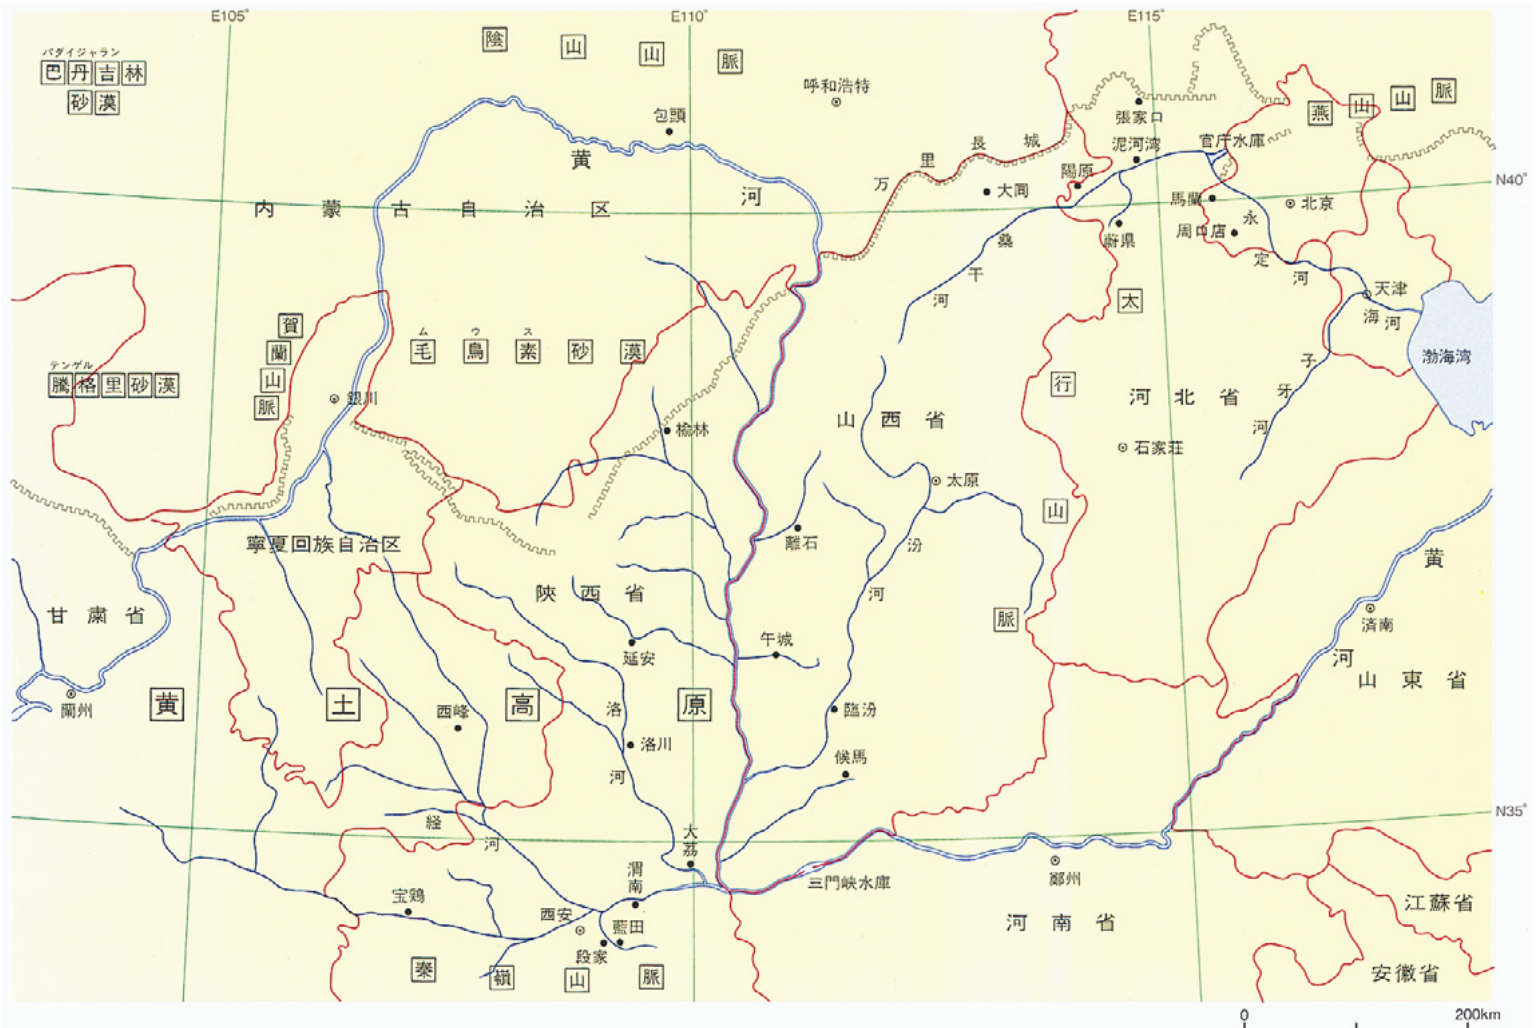 E105°
E110°
E115°
バダイジャラン
巴丹吉林
砂漠
陰山山脈
呼和浩特
包頭
黄河
内蒙古自治区
万里長城
大同
張家口
泥河湾
官庁水庫
陽原
馬蘭
北京
蔚県
周口店
燕山山脈
N40°
桑干河
永定河
天津
海河
渤海湾
子牙河
太行山脈
河北省
石家荘
山西省
太原
汾河
賀蘭山脈
テンゲル
騰格里砂漠
銀川
ムウス
毛烏素砂漠
楡林
離石
寧夏回族自治区
陝西省
甘粛省
蘭州
延安
午城
黄土高原
西峰
洛河
洛川
臨汾
候馬
黄河
済南
山東省
N35°
経河
大茘
渭南
宝鶏
西安
藍田
段家
三門峡水庫
鄭州
河南省
江蘇省
安徽省
秦嶺山脈
0
200km